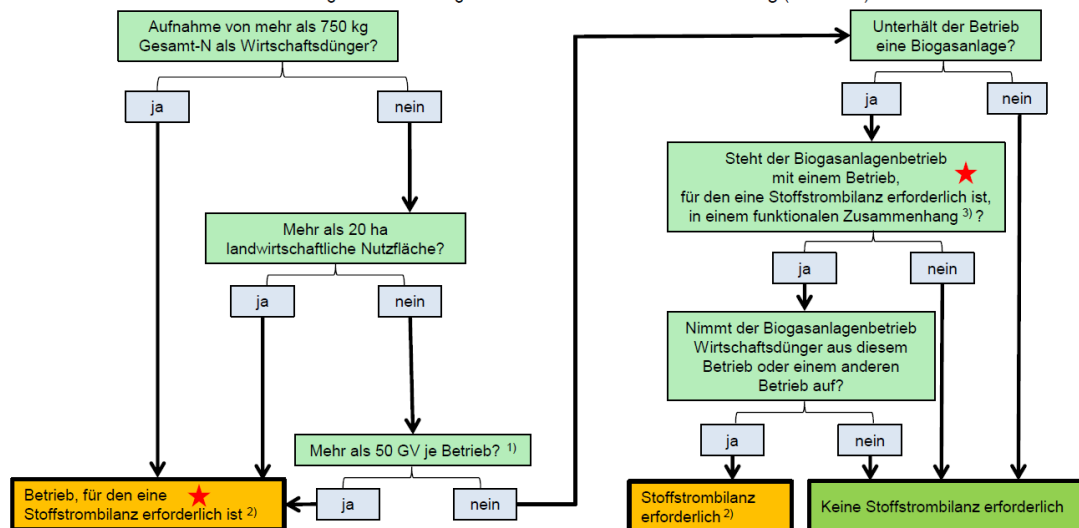 Aufnahme von mehr als 750 kg
Gesamt-N als Wirtschaftsdünger?
ja
nein
Mehr als 20 ha
landwirtschaftliche Nutzfläche?
ja
nein
Mehr als 50 GV je Betrieb? 1)
ja
nein
Betrieb, für den eine
Stoffstrombilanz erforderlich ist 2)
Unterhält der Betrieb
eine Biogasanlage?
ja
nein
Steht der Biogasanlagenbetrieb
mit einem Betrieb,
für den eine Stoffstrombilanz erforderlich ist,
in einem funktionalen Zusammenhang 3) ?
ja
nein
Nimmt der Biogasanlagenbetrieb
Wirtschaftsdünger aus diesem
Betrieb oder einem anderen
Betrieb auf?
ja
nein
Stoffstrombilanz
erforderlich 2)
Keine Stoffstrombilanz erforderlich